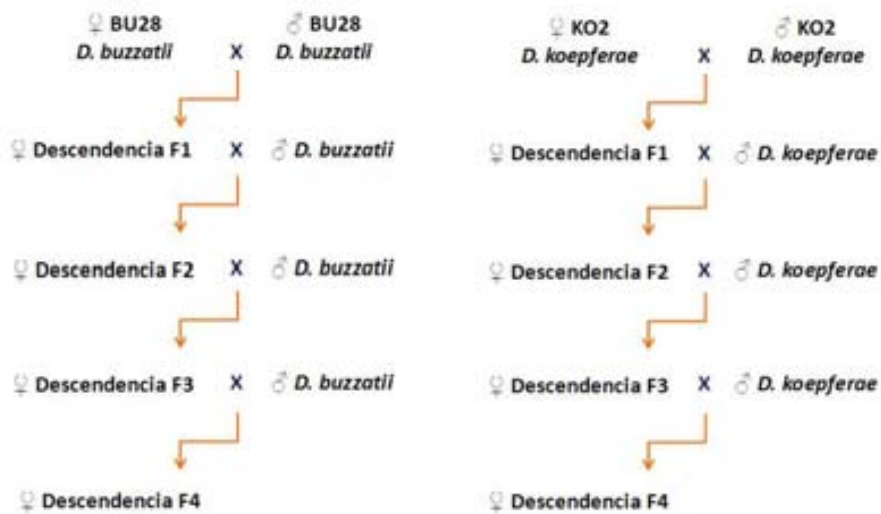 ♀ BU28 ♂ BU28
D. buzzatii X D. buzzatii
♀ Descendencia F1 X ♂ D. buzzatii
♀ Descendencia F2 X ♂ D. buzzatii
♀ Descendencia F3 X ♂ D. buzzatii
♀ Descendencia F4
♀ KO2 ♂ KO2
D. koepferae X D. koepferae
♀ Descendencia F1 X ♂ D. koepferae
♀ Descendencia F2 X ♂ D. koepferae
♀ Descendencia F3 X ♂ D. koepferae
♀ Descendencia F4